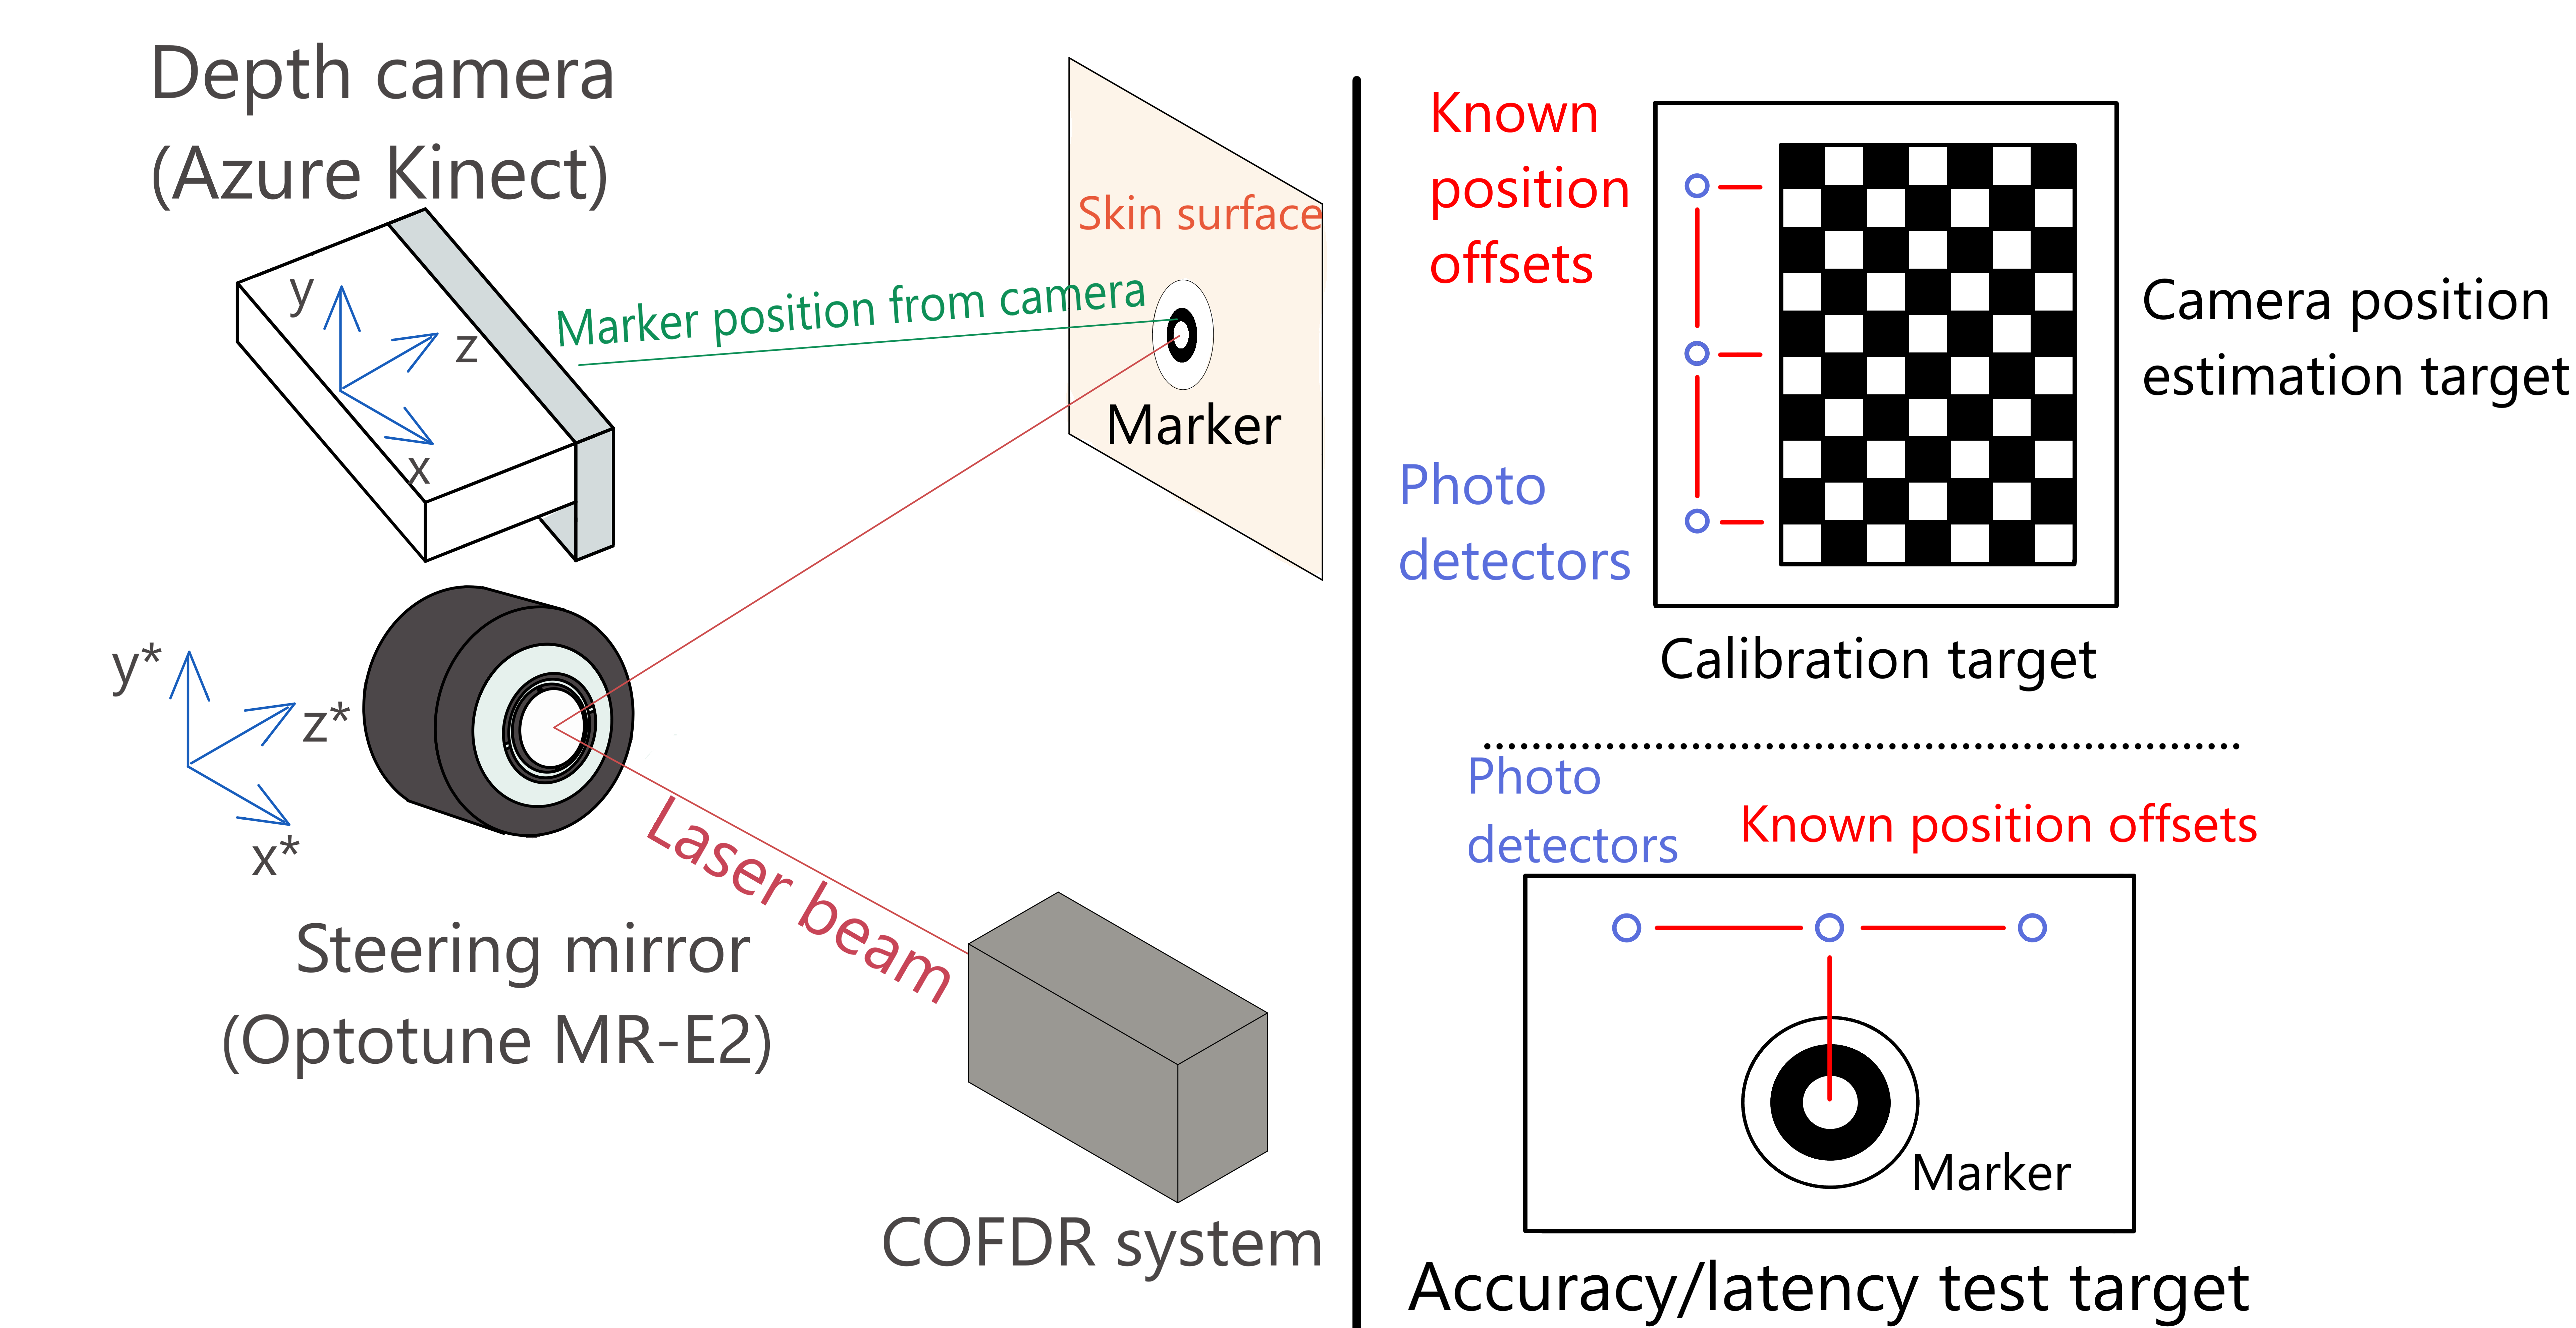 Depth camera
(Azure Kinect)
y
z
x
Marker position from camera
Skin surface
Marker
y*
z*
x*
Steering mirror
(Optotune MR-E2)
Laser beam
COFDR system
Known
position
offsets
Photo
detectors
Camera position
estimation target
Calibration target
Photo
detectors
Known position offsets
Marker
Accuracy/latency test target